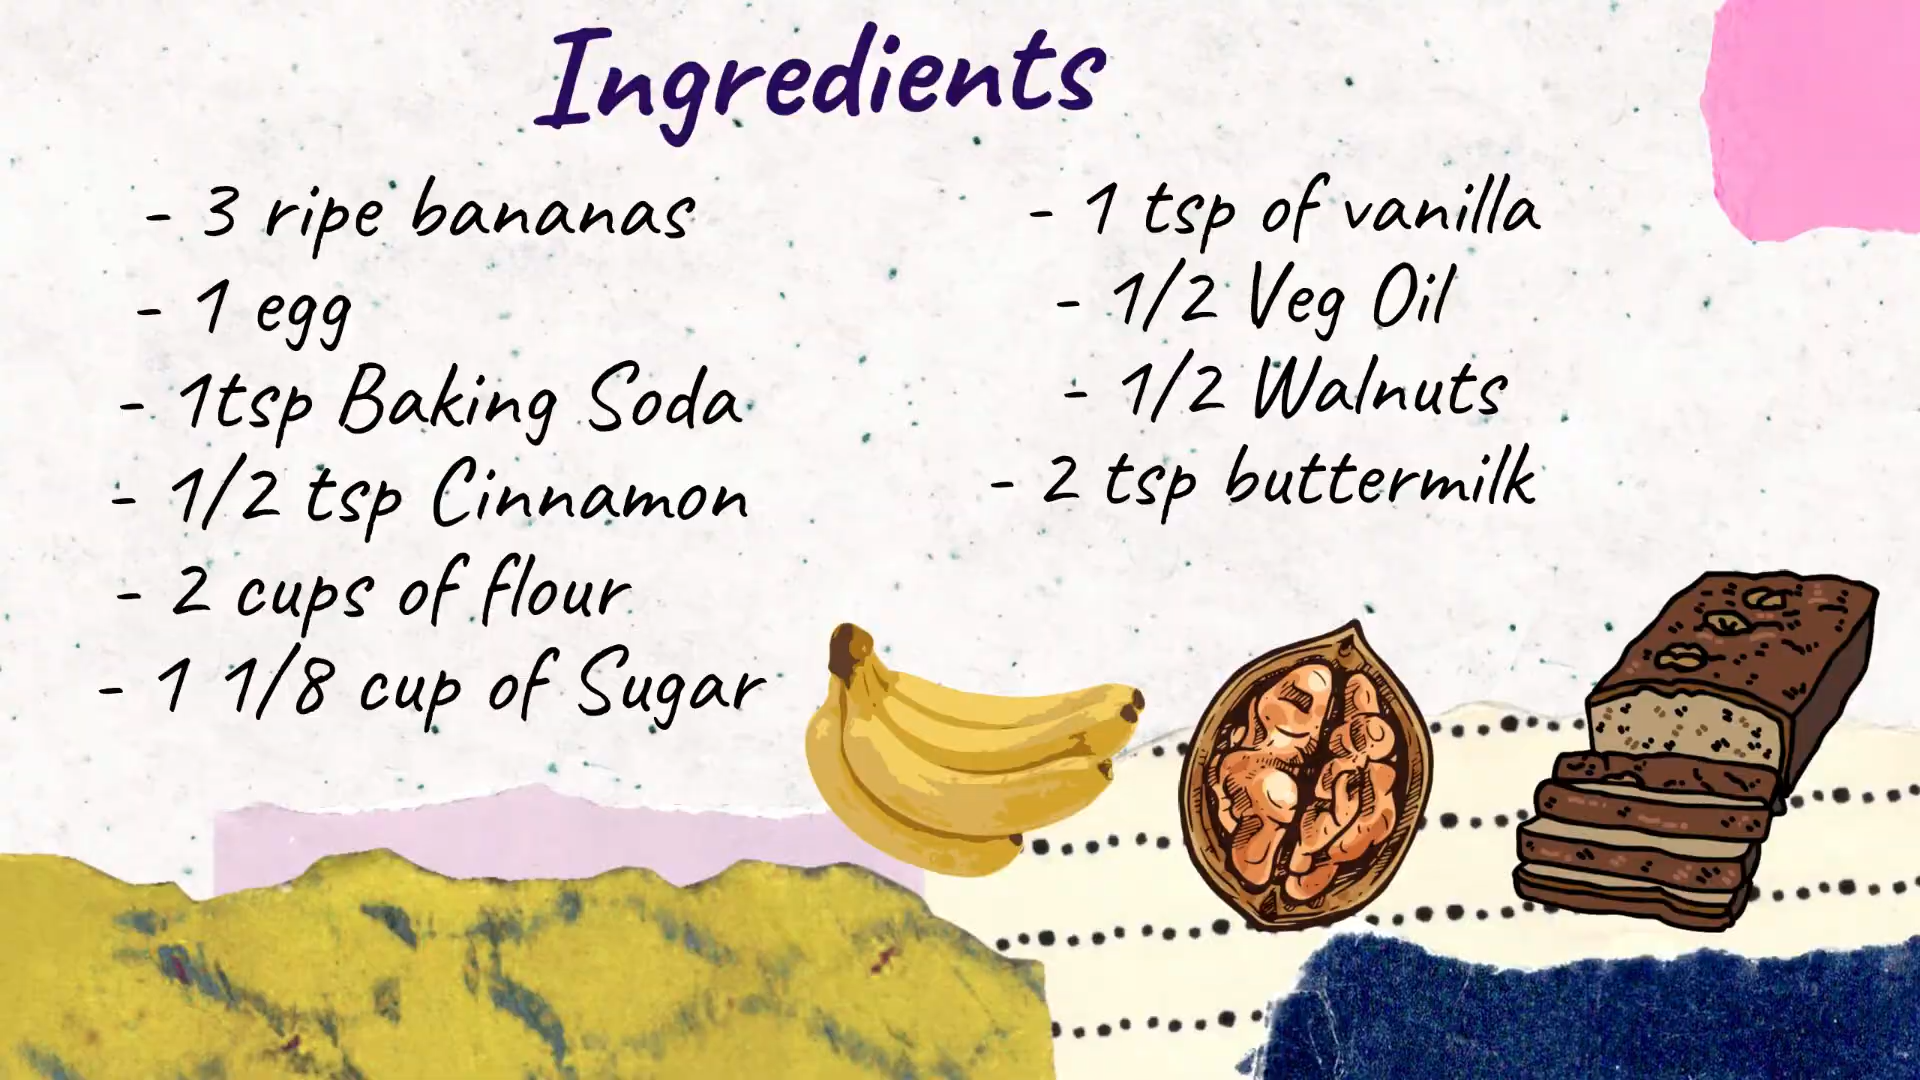 Ingredients
- 3 ripe bananas
- 1 egg
- 1tsp Baking Soda
- 1/2 tsp Cinnamon
- 2 cups of flour
- 1 1/8 cup of Sugar
- 1 tsp of vanilla
- 1/2 Veg Oil
- 1/2 Walnuts
- 2 tsp buttermilk